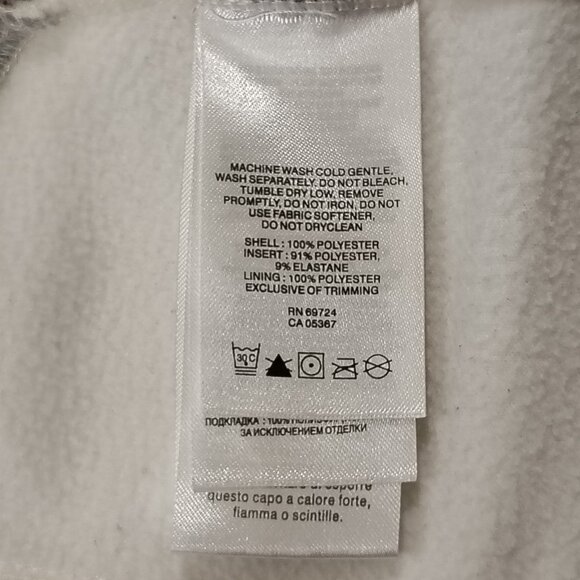 MACHINE WASH COLD GENTLE,
WASH SEPARATELY, DO NOT BLEACH,
TUMBLE DRY LOW, REMOVE
PROMPTLY, DO NOT IRON, DO NOT
USE FABRIC SOFTENER,
DO NOT DRYCLEAN
SHELL : 100% POLYESTER
INSERT : 91% POLYESTER,
9% ELASTANE
LINING : 100% POLYESTER
EXCLUSIVE OF TRIMMING
RN 69724
CA 05367
30 C
ПОДКЛАДКА : 100%
ЗА ИСКЛЮЧЕНИЕМ ОТДЕЛКИ
di esporre
questo capo a calore forte,
fiamma o scintille.